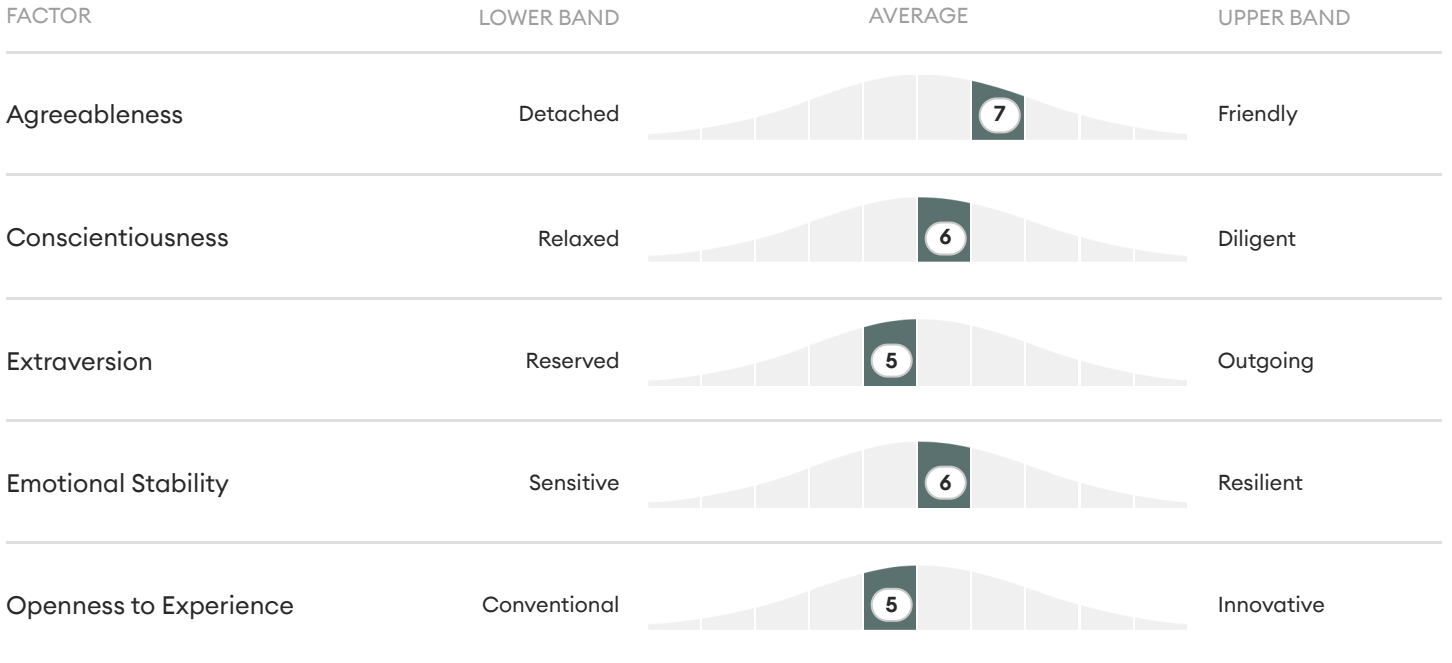 FACTOR LOWER BAND AVERAGE UPPER BAND
Agreeableness Detached 7 Friendly
Conscientiousness Relaxed 6 Diligent
Extraversion Reserved 5 Outgoing
Emotional Stability Sensitive 6 Resilient
Openness to Experience Conventional 5 Innovative